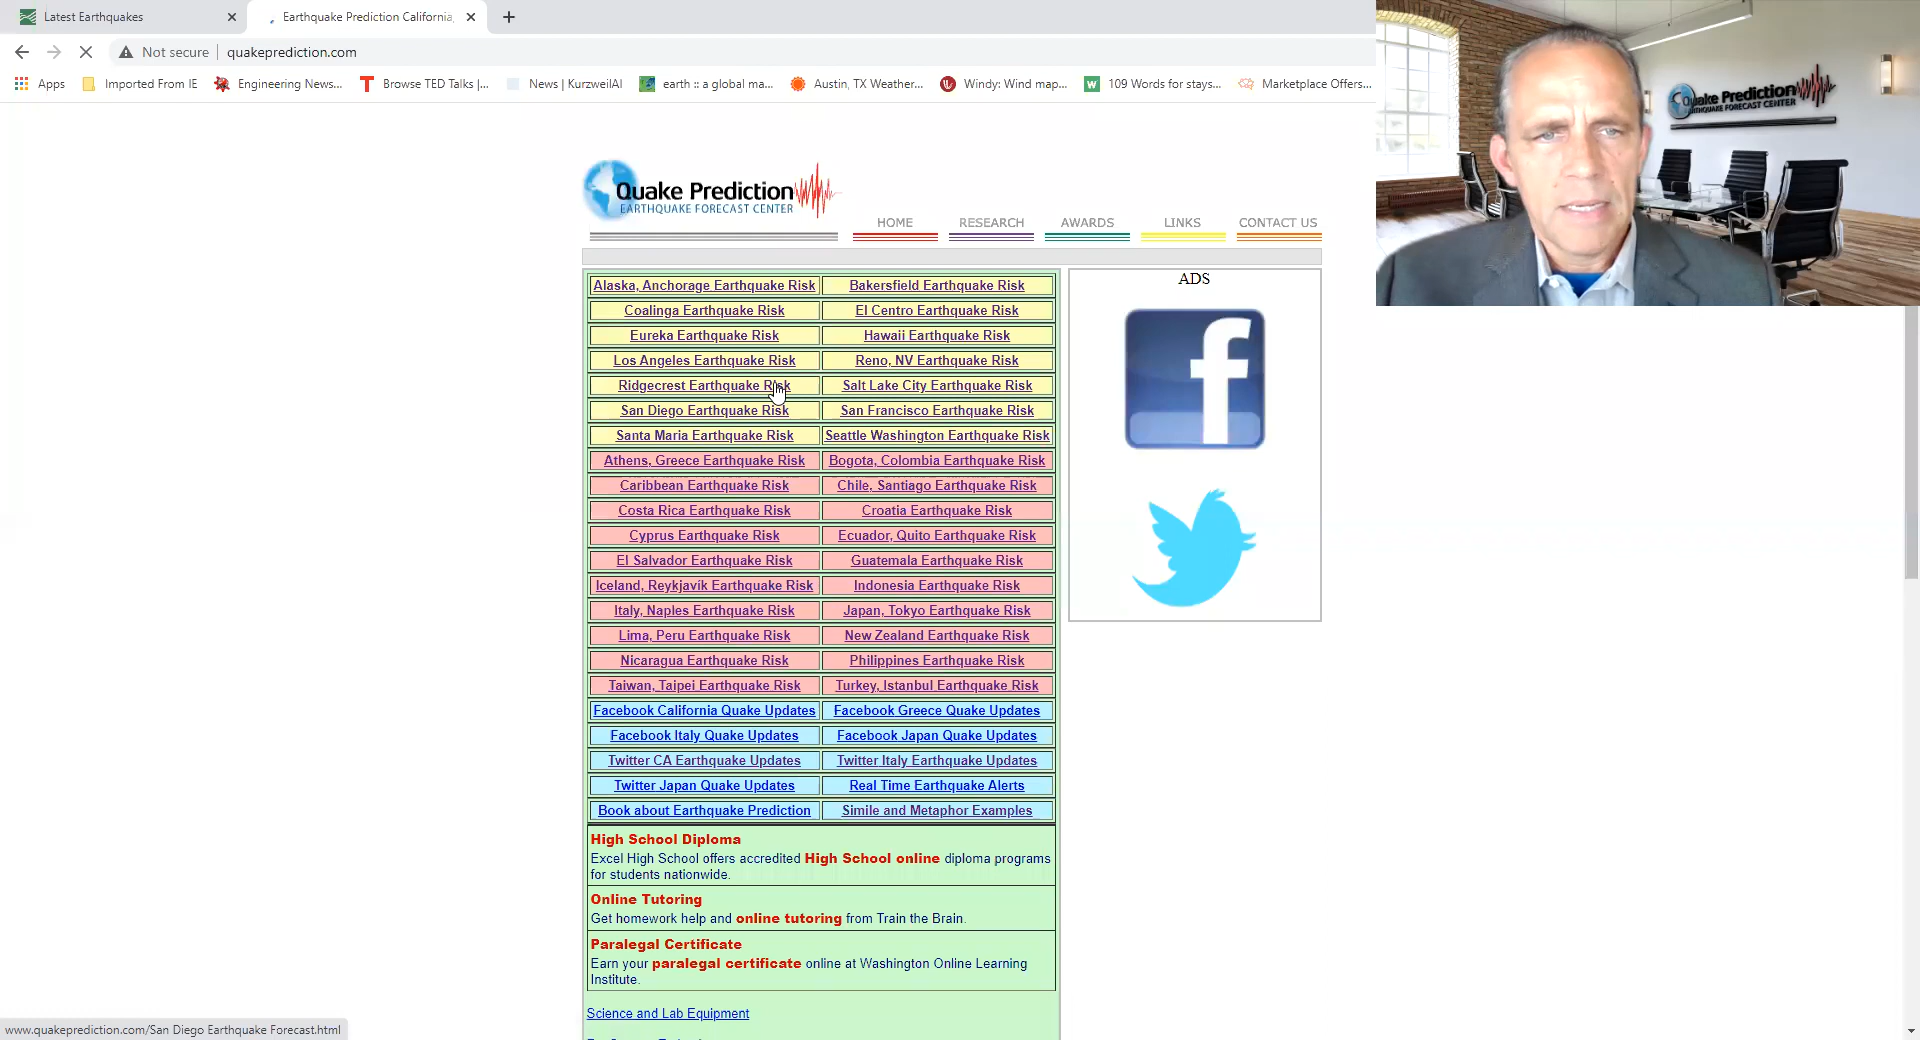 Latest Earthquakes
Earthquake Prediction California,
Not secure
quakeprediction.com
Apps
Imported From IE
Engineering News...
Browse TED Talks |...
News | KurzweilAI
earth :: a global ma...
Austin, TX Weather...
Windy: Wind map...
109 Words for stays...
Marketplace Offers...
Quake Prediction
EARTHQUAKE FORECAST CENTER
Quake Prediction
EARTHQUAKE FORECAST CENTER
HOME RESEARCH AWARDS LINKS CONTACT US
Alaska, Anchorage Earthquake Risk Bakersfield Earthquake Risk
Coalinga Earthquake Risk El Centro Earthquake Risk
Eureka Earthquake Risk Hawaii Earthquake Risk
Los Angeles Earthquake Risk Reno, NV Earthquake Risk
Ridgecrest Earthquake Risk Salt Lake City Earthquake Risk
San Diego Earthquake Risk San Francisco Earthquake Risk
Santa Maria Earthquake Risk Seattle Washington Earthquake Risk
Athens, Greece Earthquake Risk Bogota, Colombia Earthquake Risk
Caribbean Earthquake Risk Chile, Santiago Earthquake Risk
Costa Rica Earthquake Risk Croatia Earthquake Risk
Cyprus Earthquake Risk Ecuador, Quito Earthquake Risk
El Salvador Earthquake Risk Guatemala Earthquake Risk
Iceland, Reykjavík Earthquake Risk Indonesia Earthquake Risk
Italy, Naples Earthquake Risk Japan, Tokyo Earthquake Risk
Lima, Peru Earthquake Risk New Zealand Earthquake Risk
Nicaragua Earthquake Risk Philippines Earthquake Risk
Taiwan, Taipei Earthquake Risk Turkey, Istanbul Earthquake Risk
Facebook California Quake Updates Facebook Greece Quake Updates
Facebook Italy Quake Updates Facebook Japan Quake Updates
Twitter CA Earthquake Updates Twitter Italy Earthquake Updates
Twitter Japan Quake Updates Real Time Earthquake Alerts
Book about Earthquake Prediction Simile and Metaphor Examples
High School Diploma
Excel High School offers accredited High School online diploma programs
for students nationwide.
Online Tutoring
Get homework help and online tutoring from Train the Brain.
Paralegal Certificate
Earn your paralegal certificate online at Washington Online Learning
Institute.
Science and Lab Equipment
ADS
www.quakeprediction.com/San Diego Earthquake Forecast.html